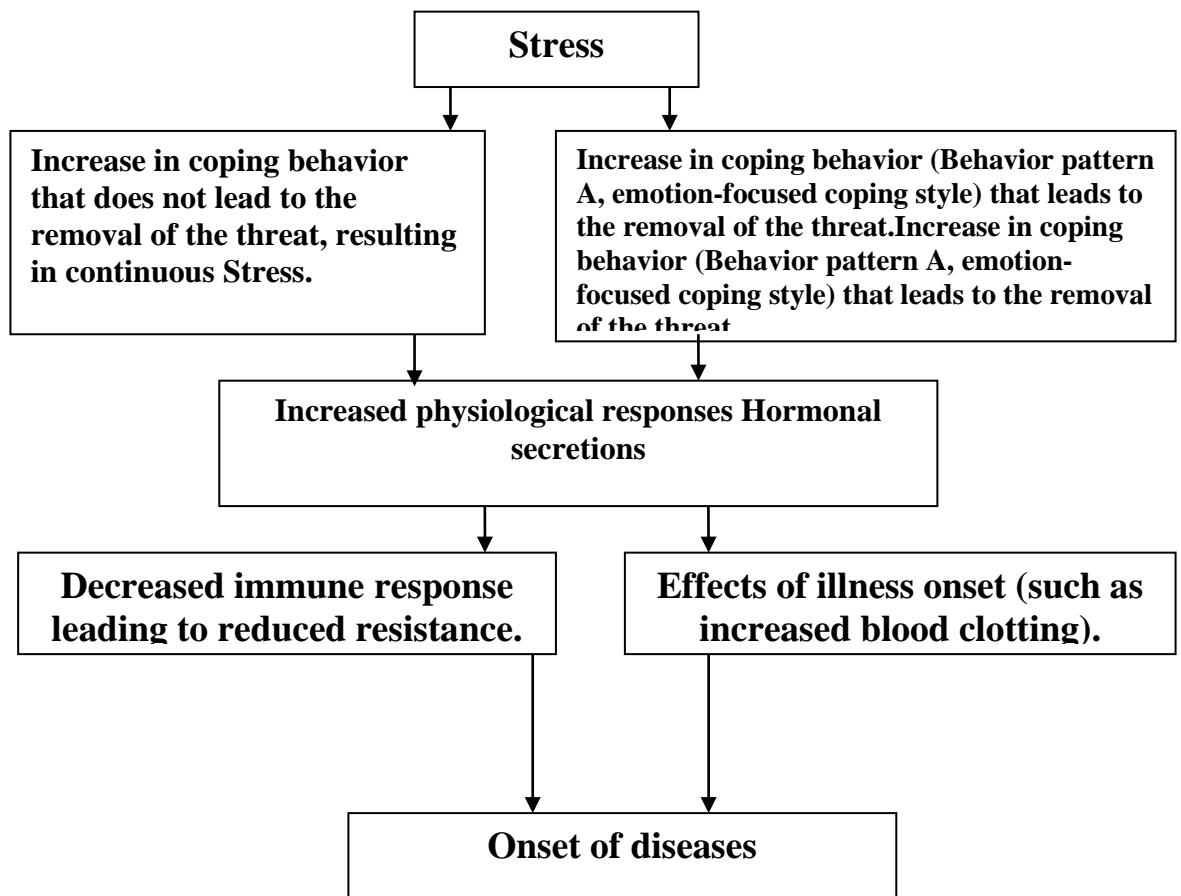 Stress
Increase in coping behavior
that does not lead to the
removal of the threat, resulting
in continuous Stress.
Increase in coping behavior (Behavior pattern
A, emotion-focused coping style) that leads to
the removal of the threat.Increase in coping
behavior (Behavior pattern A, emotion-
focused coping style) that leads to the removal
of the threat
Increased physiological responses Hormonal
secretions
Decreased immune response
leading to reduced resistance.
Effects of illness onset (such as
increased blood clotting).
Onset of diseases